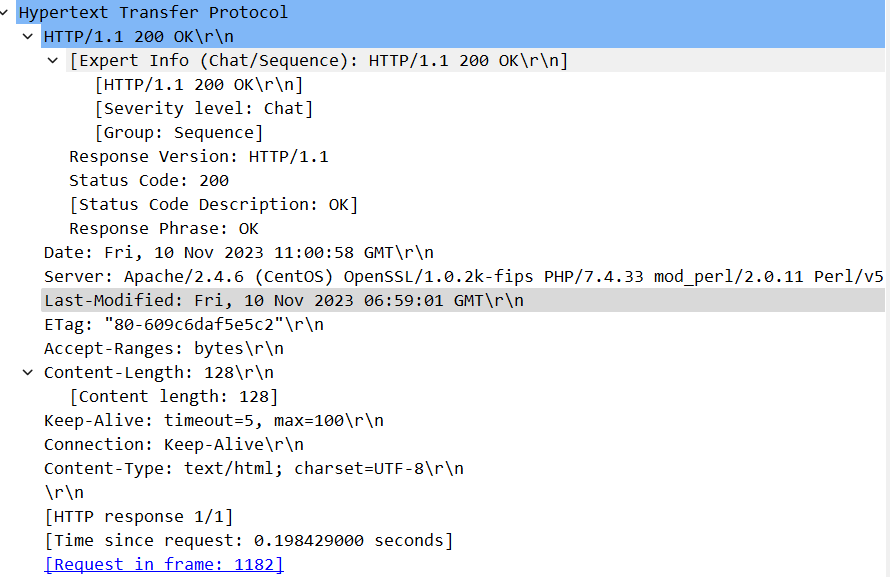 Hypertext Transfer Protocol
HTTP/1.1 200 OK\r\n
[Expert Info (Chat/Sequence): HTTP/1.1 200 OK\r\n]
[HTTP/1.1 200 OK\r\n]
[Severity level: Chat]
[Group: Sequence]
Response Version: HTTP/1.1
Status Code: 200
[Status Code Description: OK]
Response Phrase: OK
Date: Fri, 10 Nov 2023 11:00:58 GMT\r\n
Server: Apache/2.4.6 (CentOS) OpenSSL/1.0.2k-fips PHP/7.4.33 mod_perl/2.0.11 Perl/v5
Last-Modified: Fri, 10 Nov 2023 06:59:01 GMT\r\n
ETag: "80-609c6daf5e5c2"\r\n
Accept-Ranges: bytes\r\n
Content-Length: 128\r\n
[Content length: 128]
Keep-Alive: timeout=5, max=100\r\n
Connection: Keep-Alive\r\n
Content-Type: text/html; charset=UTF-8\r\n
\r\n
[HTTP response 1/1]
[Time since request: 0.198429000 seconds]
[Request in frame: 1182]